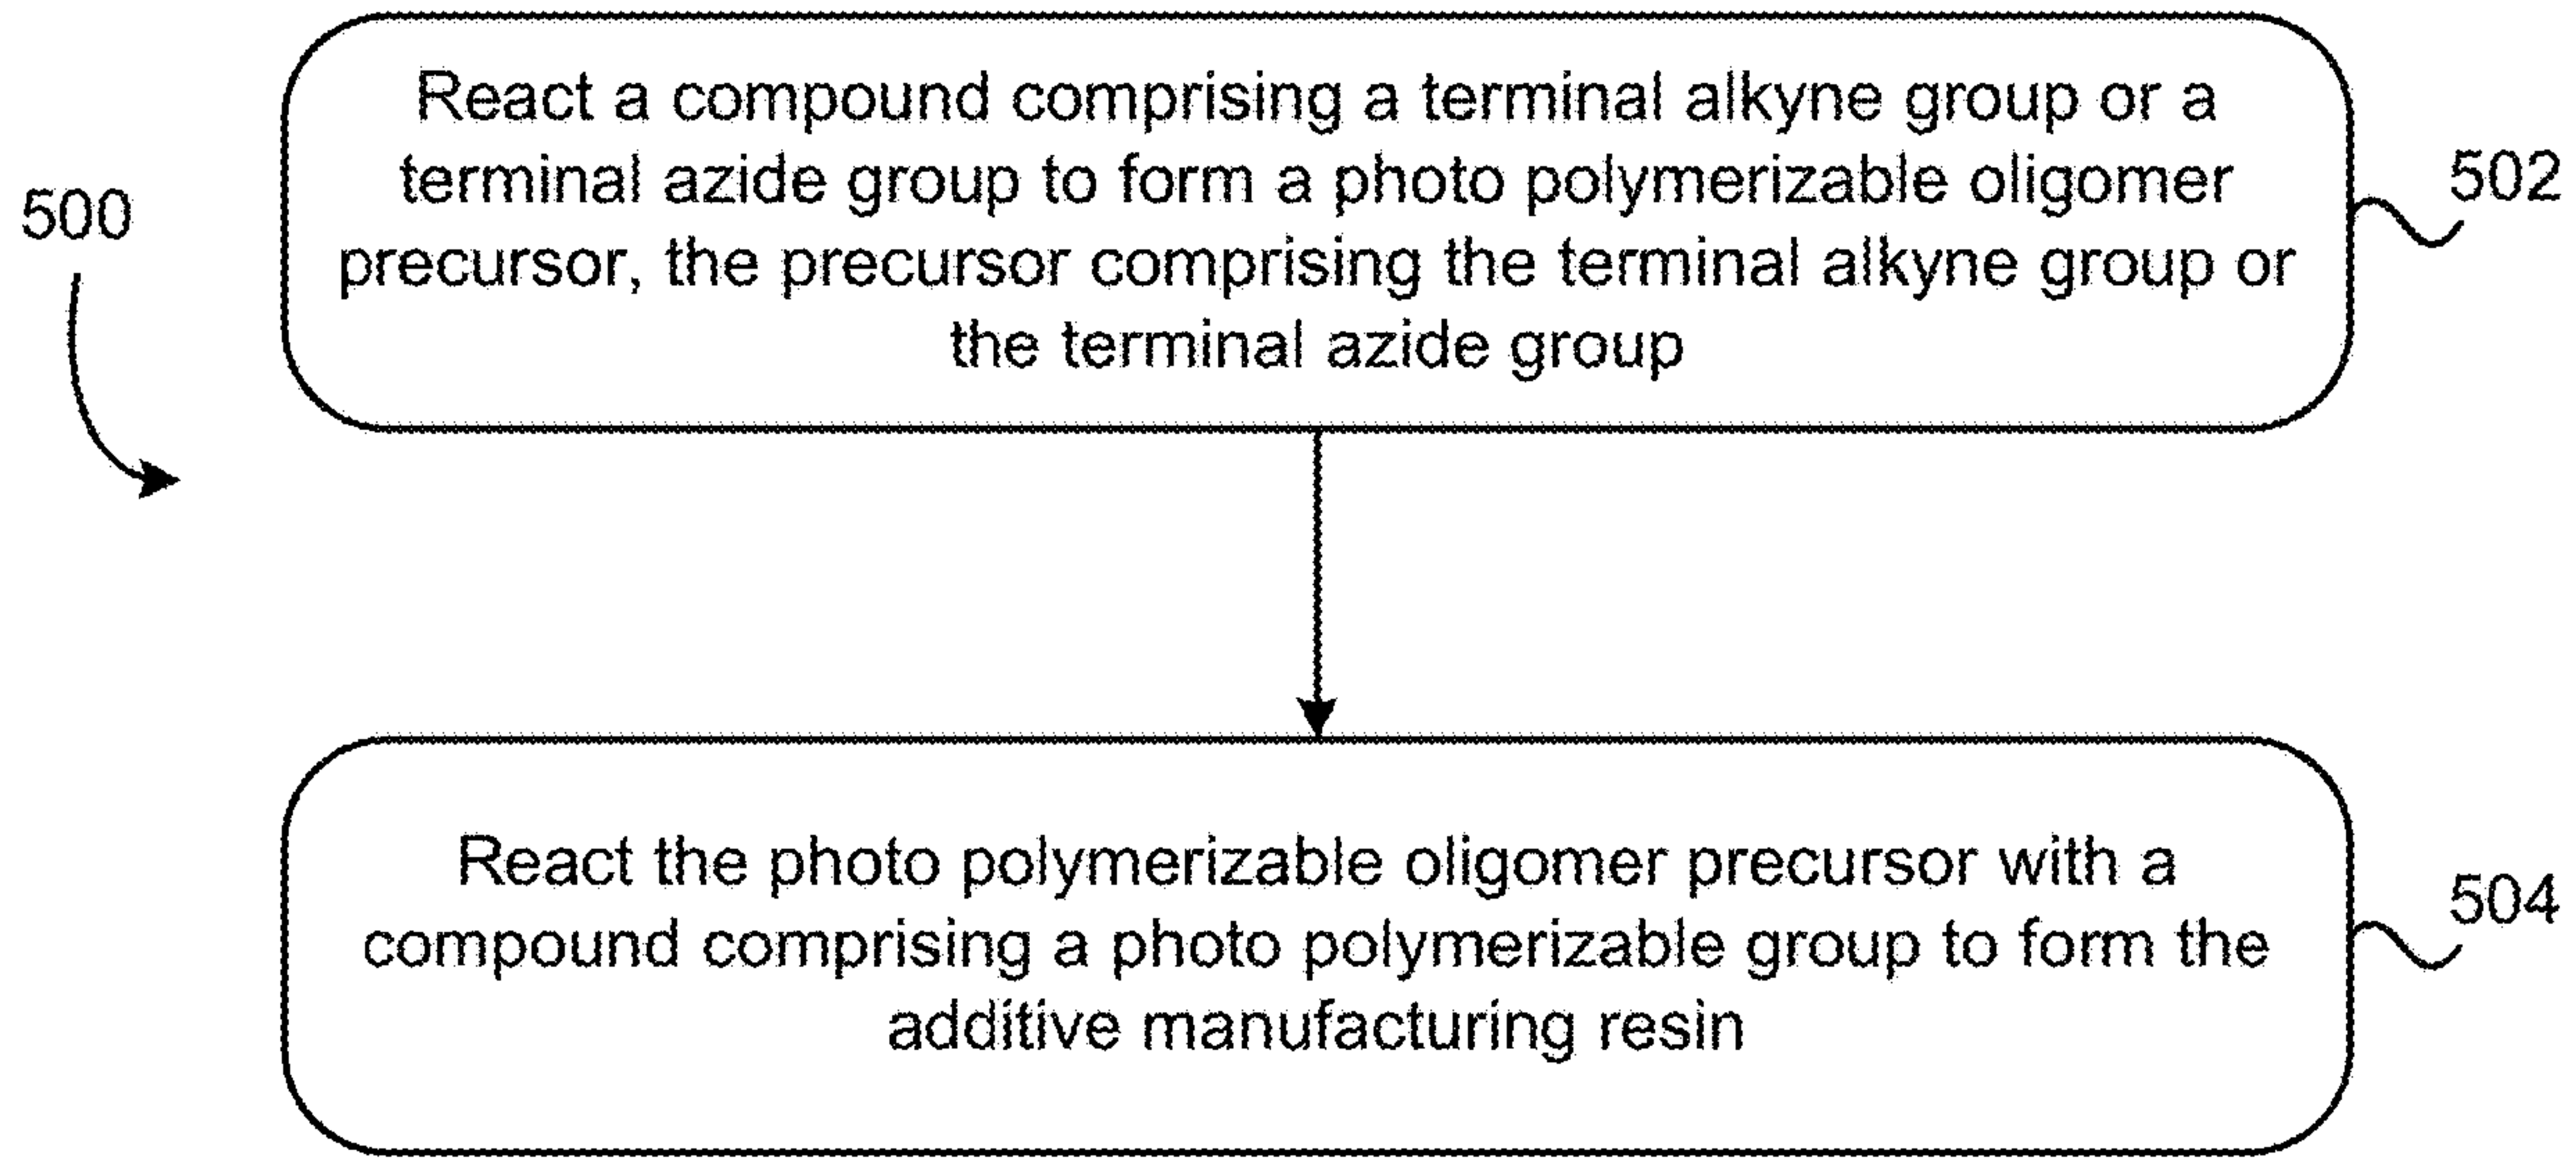 500
React a compound comprising a terminal alkyne group or a
terminal azide group to form a photo polymerizable oligomer
precursor, the precursor comprising the terminal alkyne group or
the terminal azide group
502
React the photo polymerizable oligomer precursor with a
compound comprising a photo polymerizable group to form the
additive manufacturing resin
504